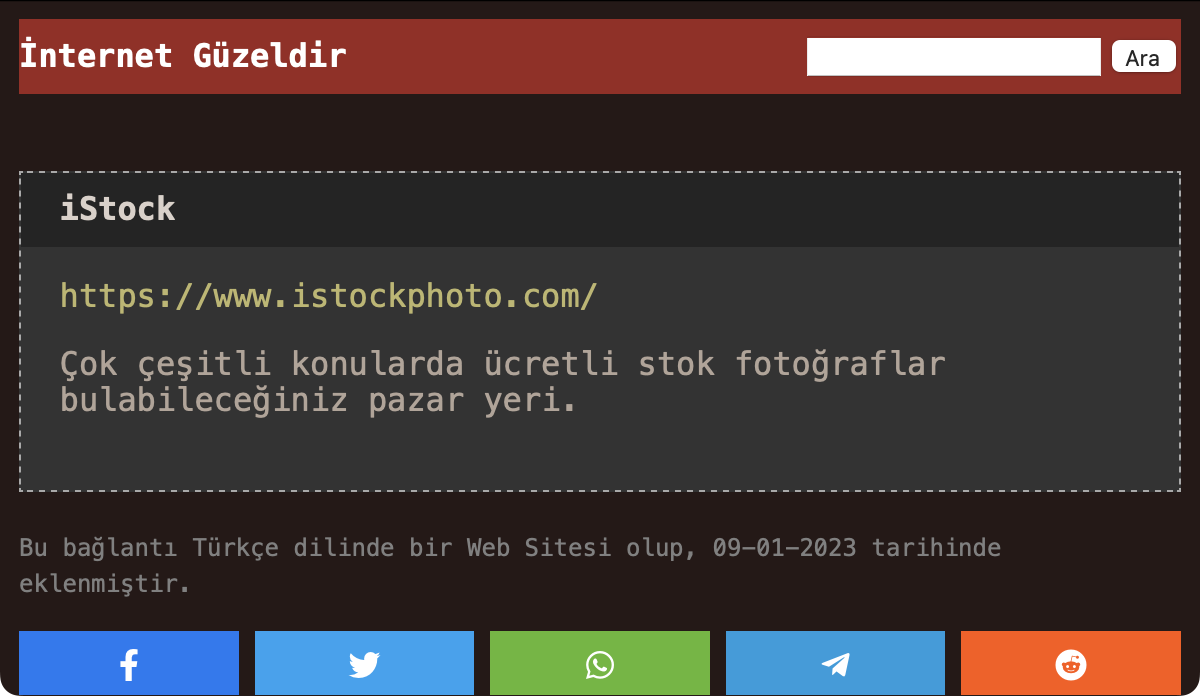 İnternet Güzeldir
Ara
iStock
https://www.istockphoto.com/
Çok çeşitli konularda ücretli stok fotoğraflar
bulabileceğiniz pazar yeri.
Bu bağlantı Türkçe dilinde bir Web Sitesi olup, 09-01-2023 tarihinde
eklenmiştir.